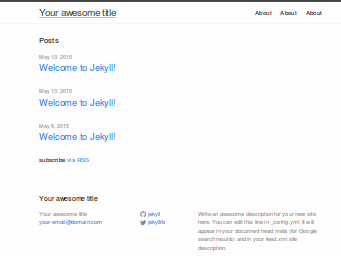 Your awesome title
About About About
Posts
May 13, 2015
Welcome to Jekyll!
May 13, 2015
Welcome to Jekyll!
May 6, 2015
Welcome to Jekyll!
subscribe via RSS
Your awesome title
Your awesome title
your-email@domain.com
jekyll
jekyllrb
Write an awesome description for your new site
here. You can edit this line in _config.yml. It will
appear in your document head meta (for Google
search results) and in your feed.xml site
description.